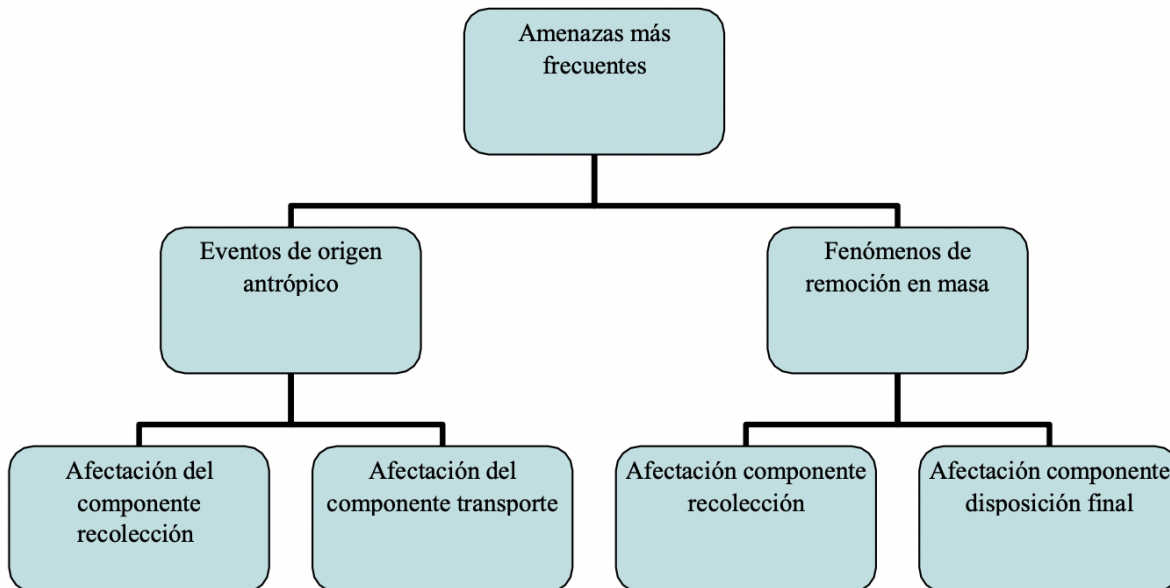 Amenazas más
frecuentes
Eventos de origen
antrópico
Fenómenos de
remoción en masa
Afectación del
componente
recolección
Afectación del
componente transporte
Afectación componente
recolección
Afectación componente
disposición final